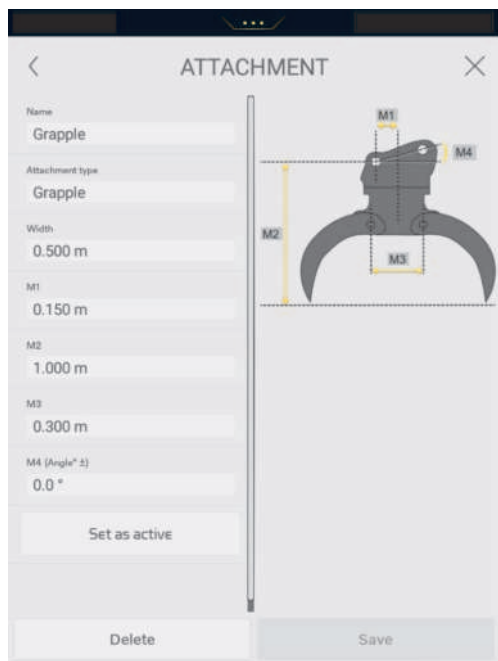 ATTACHMENT
Name
Grapple
Attachment type
Grapple
Width
0.500 m
M1
0.150 m
M2
1.000 m
M3
0.300 m
M4 (Angle° ±)
0.0 °
Set as active
M1
M4
M2
M3
Delete
Save